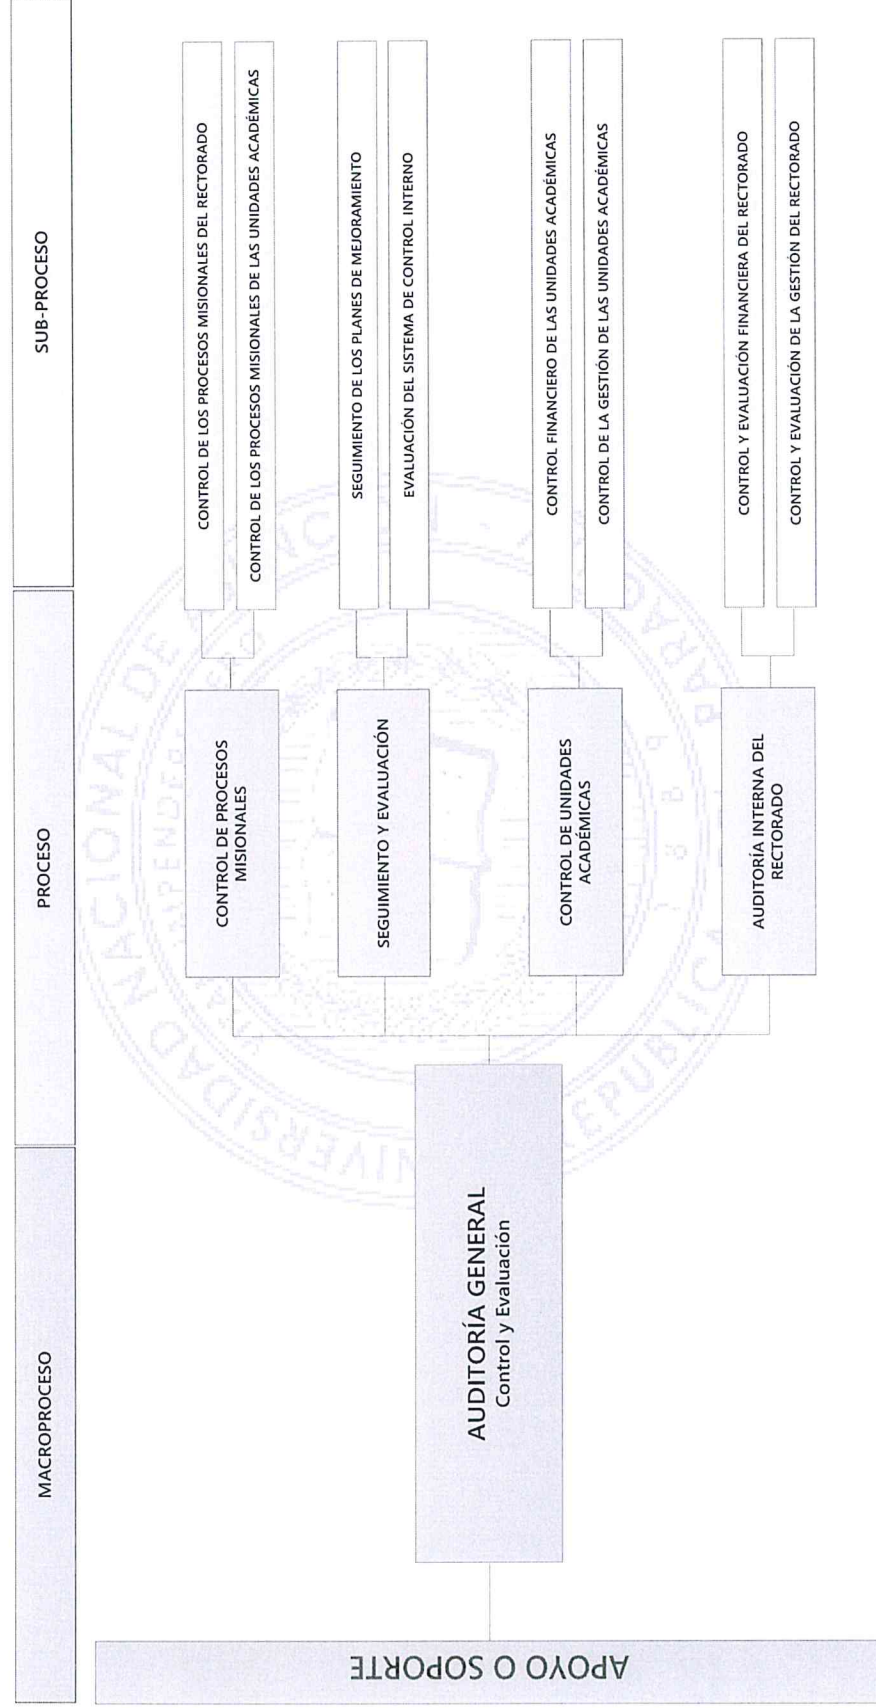 MACROPROCESO
PROCESO
SUB-PROCESO
APOYO O SOPORTE
AUDITORÍA GENERAL
Control y Evaluación
CONTROL DE PROCESOS
MISIONALES
CONTROL DE LOS PROCESOS MISIONALES DEL RECTORADO
CONTROL DE LOS PROCESOS MISIONALES DE LAS UNIDADES ACADÉMICAS
SEGUIMIENTO Y EVALUACIÓN
SEGUIMIENTO DE LOS PLANES DE MEJORAMIENTO
EVALUACIÓN DEL SISTEMA DE CONTROL INTERNO
CONTROL DE UNIDADES
ACADÉMICAS
CONTROL FINANCIERO DE LAS UNIDADES ACADÉMICAS
CONTROL DE LA GESTIÓN DE LAS UNIDADES ACADÉMICAS
AUDITORÍA INTERNA DEL
RECTORADO
CONTROL Y EVALUACIÓN FINANCIERA DEL RECTORADO
CONTROL Y EVALUACIÓN DE LA GESTIÓN DEL RECTORADO
UNIVERSIDAD NACIONAL DE
1889